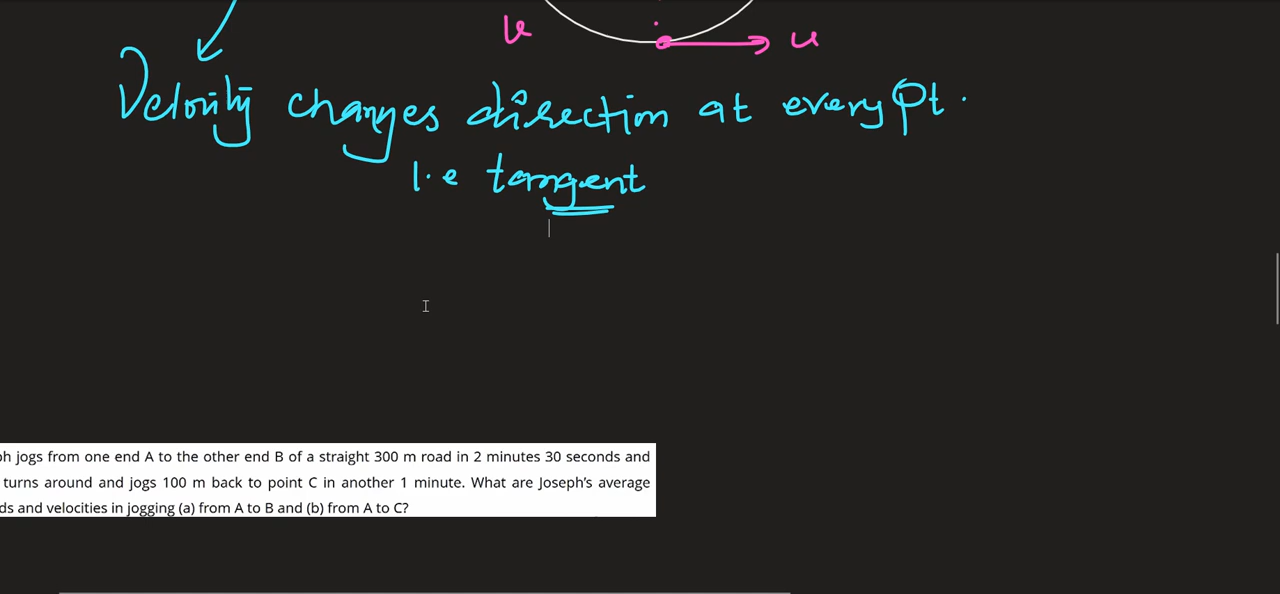 u
Velocity changes direction at every Pt.
I.e tangent
ph jogs from one end A to the other end B of a straight 300 m road in 2 minutes 30 seconds and
turns around and jogs 100 m back to point C in another 1 minute. What are Joseph's average
ds and velocities in jogging (a) from A to B and (b) from A to C?